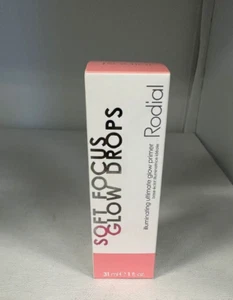 SOFT FOCUS
GLOW DROPS
Rodial
illuminating ultimate glow primer